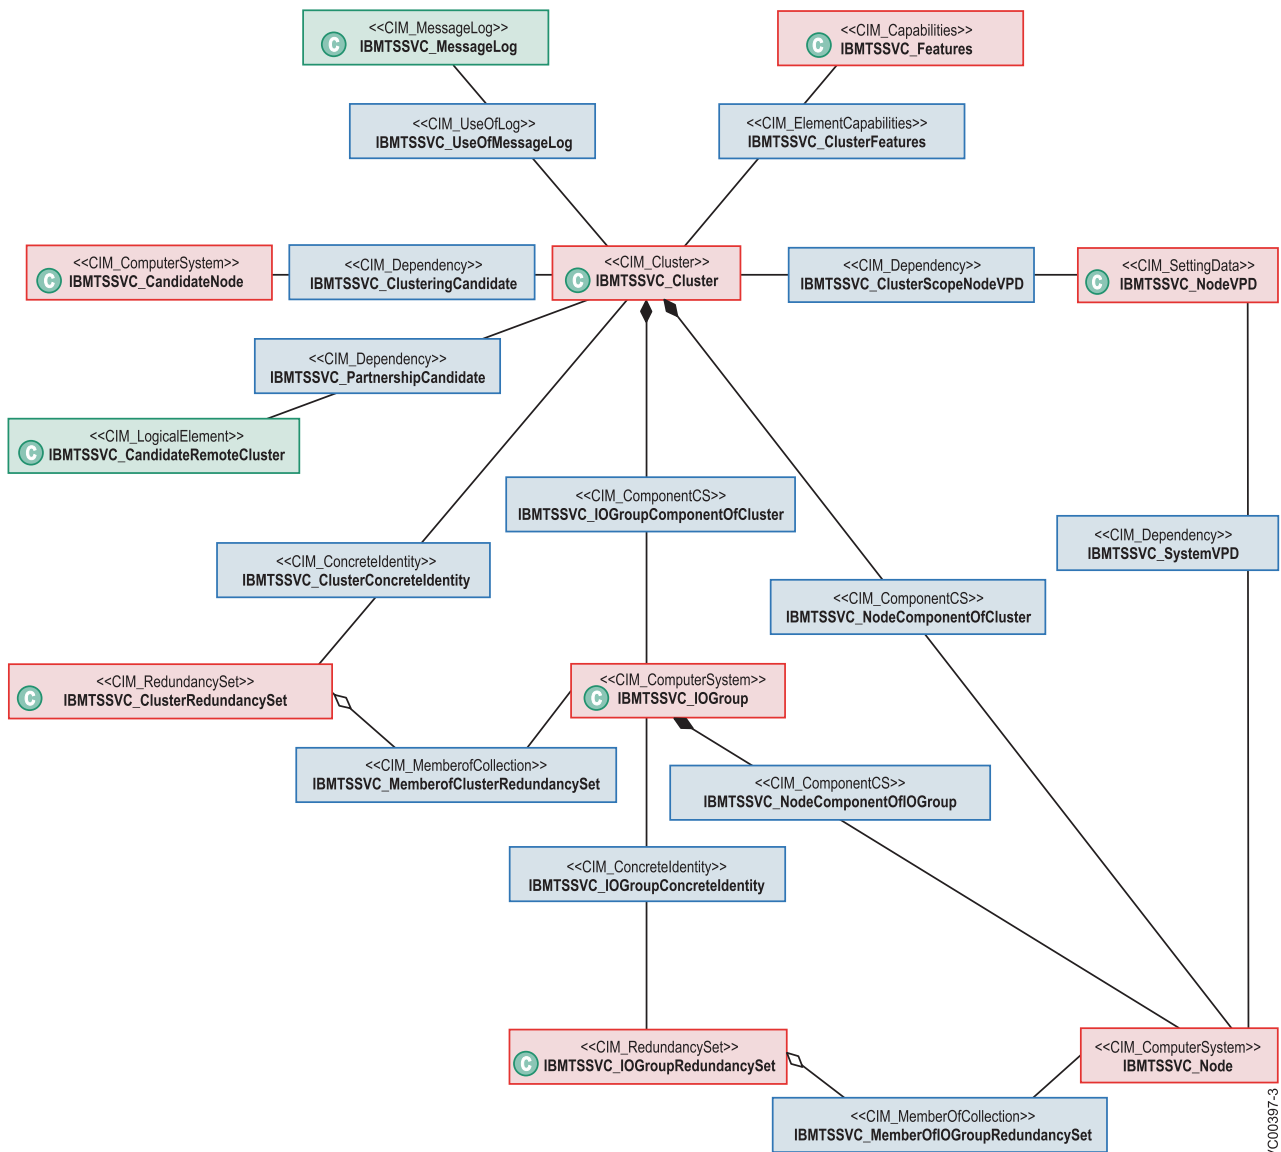 <<CIM_MessageLog>>
C
IBMTSSVC_MessageLog
<<CIM_Capabilities>>
C
IBMTSSVC_Features
<<CIM_UseOfLog>>
IBMTSSVC_UseOfMessageLog
<<CIM_ElementCapabilities>>
IBMTSSVC_ClusterFeatures
<<CIM_ComputerSystem>>
C
IBMTSSVC_CandidateNode
<<CIM_Dependency>>
IBMTSSVC_ClusteringCandidate
<<CIM_Cluster>>
C
IBMTSSVC_Cluster
<<CIM_Dependency>>
IBMTSSVC_ClusterScopeNodeVPD
<<CIM_SettingData>>
C
IBMTSSVC_NodeVPD
<<CIM_Dependency>>
IBMTSSVC_PartnershipCandidate
<<CIM_LogicalElement>>
C
IBMTSSVC_CandidateRemoteCluster
<<CIM_ComponentCS>>
IBMTSSVC_IOGroupComponentOfCluster
<<CIM_Dependency>>
IBMTSSVC_SystemVPD
<<CIM_ConcreteIdentity>>
IBMTSSVC_ClusterConcreteIdentity
<<CIM_ComponentCS>>
IBMTSSVC_NodeComponentOfCluster
<<CIM_RedundancySet>>
C
IBMTSSVC_ClusterRedundancySet
<<CIM_ComputerSystem>>
C
IBMTSSVC_IOGroup
<<CIM_MemberofCollection>>
IBMTSSVC_MemberofClusterRedundancySet
<<CIM_ComponentCS>>
IBMTSSVC_NodeComponentOfIOGroup
<<CIM_ConcreteIdentity>>
IBMTSSVC_IOGroupConcreteIdentity
<<CIM_RedundancySet>>
C
IBMTSSVC_IOGroupRedundancySet
<<CIM_ComputerSystem>>
IBMTSSVC_Node
<<CIM_MemberOfCollection>>
IBMTSSVC_MemberOfIOGroupRedundancySet